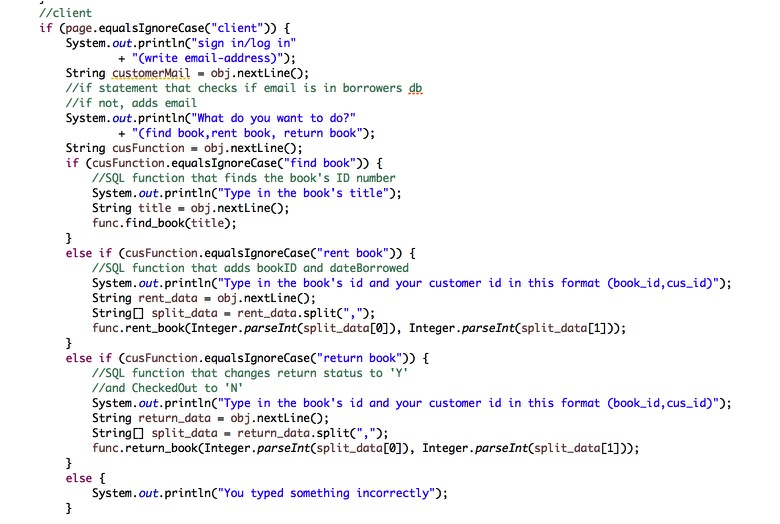 //client
if (page.equalsIgnoreCase("client")) {
System.out.println("sign in/log in"
+ "(write email-address)");
String customerMail = obj.nextLine();
//if statement that checks if email is in borrowers db
//if not, adds email
System.out.println("What do you want to do?"
+ "(find book,rent book, return book");
String cusFunction = obj.nextLine();
if (cusFunction.equalsIgnoreCase("find book")) {
//SQL function that finds the book's ID number
System.out.println("Type in the book's title");
String title = obj.nextLine();
func.find_book(title);
}
else if (cusFunction.equalsIgnoreCase("rent book")) {
//SQL function that adds bookID and dateBorrowed
System.out.println("Type in the book's id and your customer id in this format (book_id,cus_id)");
String rent_data = obj.nextLine();
String[] split_data = rent_data.split(",");
func.rent_book(Integer.parseInt(split_data[0]), Integer.parseInt(split_data[1]));
}
else if (cusFunction.equalsIgnoreCase("return book")) {
//SQL function that changes return status to 'Y'
//and CheckedOut to 'N'
System.out.println("Type in the book's id and your customer id in this format (book_id,cus_id)");
String return_data = obj.nextLine();
String[] split_data = return_data.split(",");
func.return_book(Integer.parseInt(split_data[0]), Integer.parseInt(split_data[1]));
}
else {
System.out.println("You typed something incorrectly");
}